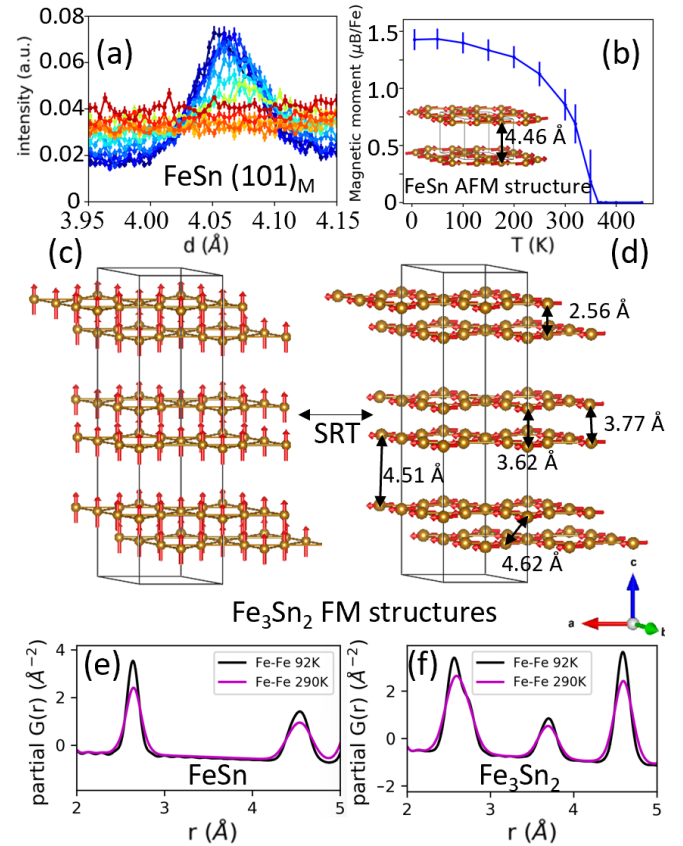 0.08
0.06
0.04
0.02
intensity (a.u.)
(a)
FeSn (101)M
3.95 4.00 4.05 4.10 4.15
d (Å)
1.5
1.0
0.5
0.0
Magnetic moment (μB/Fe)
(b)
4.46 Å
FeSn AFM structure
0 100 200 300 400
T (K)
(c)
SRT
(d)
2.56 Å
3.77 Å
3.62 Å
4.51 Å
4.62 Å
c
a
b
Fe3Sn2 FM structures
4
2
0
partial G(r) (Å⁻²)
(e)
Fe-Fe 92K
Fe-Fe 290K
FeSn
2 3 4 5
r (Å)
2
0
−2
partial G(r) (Å⁻²)
(f)
Fe-Fe 92K
Fe-Fe 290K
Fe3Sn2
2 3 4 5
r (Å)